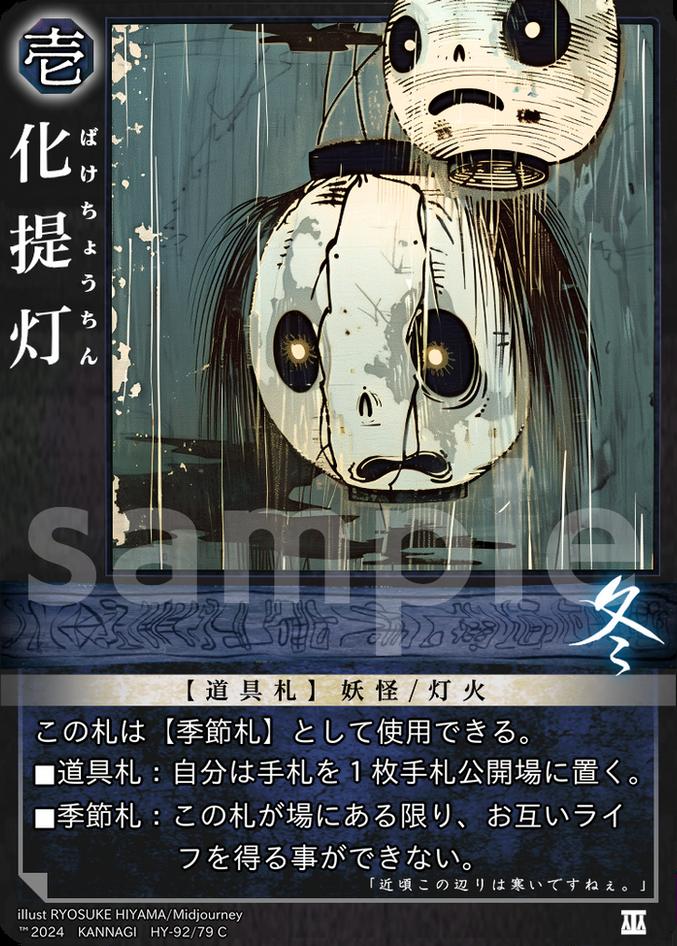 壱
化提灯
ばけちょうちん
sample
冬
【道具札】 妖怪/灯火
この札は【季節札】として使用できる。
■道具札：自分は手札を１枚手札公開場に置く。
■季節札：この札が場にある限り、お互いライ
フを得る事ができない。
「近頃この辺りは寒いですねぇ。」
illust RYOSUKE HIYAMA/Midjourney
™2024 KANNAGI HY-92/79 C